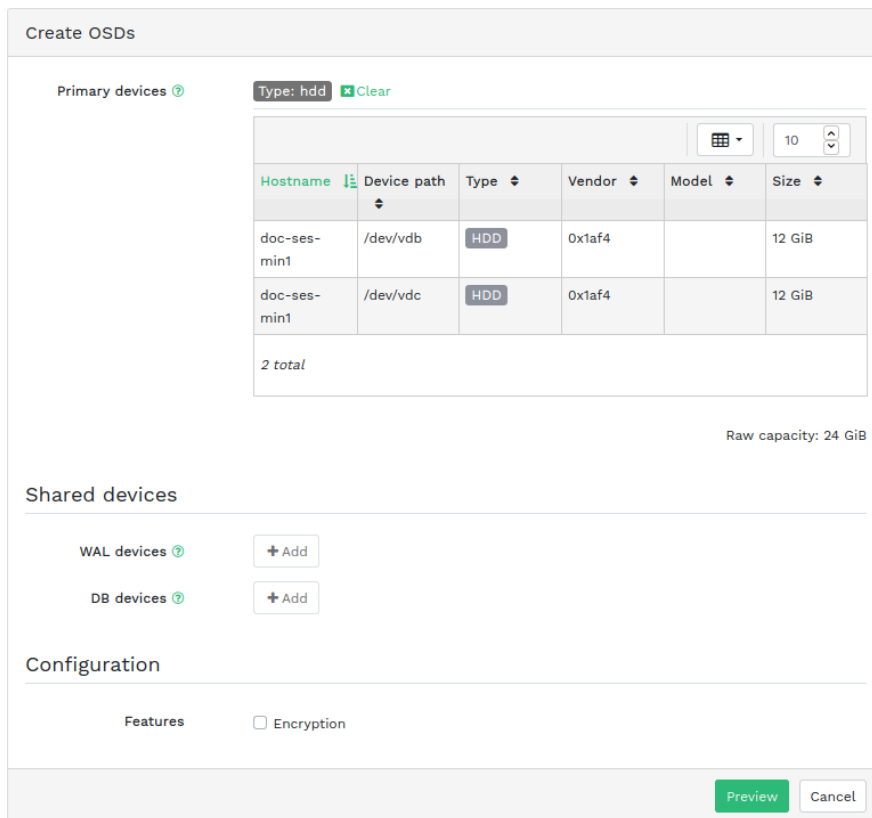 Create OSDs
Primary devices
Type: hdd Clear
10
Hostname Device path Type Vendor Model Size
doc-ses-min1 /dev/vdb HDD 0x1af4 12 GiB
doc-ses-min1 /dev/vdc HDD 0x1af4 12 GiB
2 total
Raw capacity: 24 GiB
Shared devices
WAL devices + Add
DB devices + Add
Configuration
Features Encryption
Preview Cancel